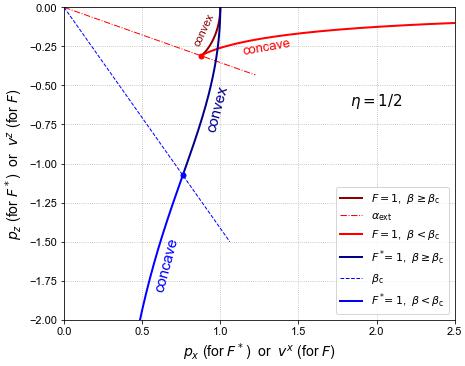 0.00
−0.25
−0.50
−0.75
−1.00
−1.25
−1.50
−1.75
−2.00
p_z (for F*) or v^z (for F)
convex
concave
convex
concave
η = 1/2
F = 1, β ≥ β_c
α_ext
F = 1, β < β_c
F* = 1, β ≥ β_c
β_c
F* = 1, β < β_c
0.0 0.5 1.0 1.5 2.0 2.5
p_x (for F*) or v^x (for F)